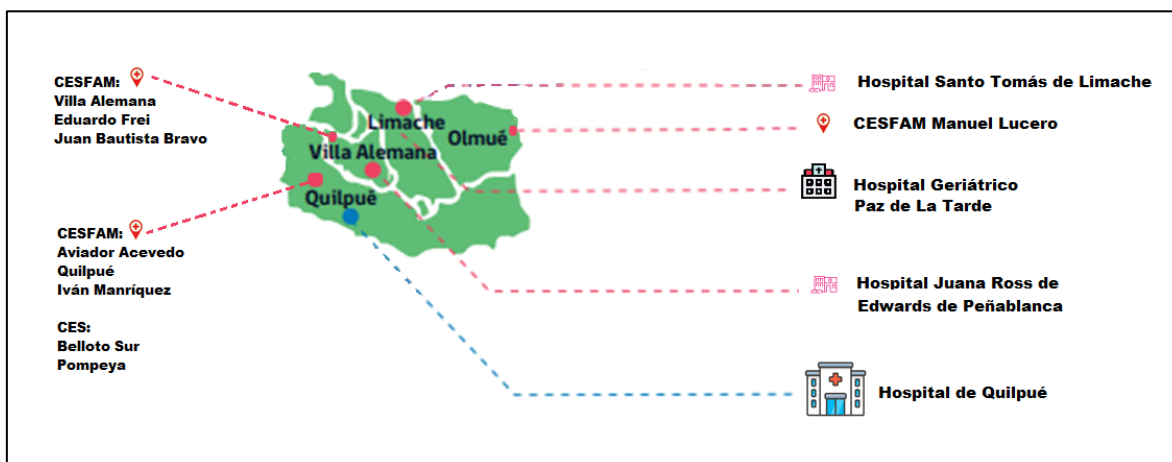 CESFAM:
Villa Alemana
Eduardo Frei
Juan Bautista Bravo
CESFAM:
Aviador Acevedo
Quilpué
Iván Manríquez
CES:
Belloto Sur
Pompeya
Limache
Olmué
Villa Alemana
Quilpué
Hospital Santo Tomás de Limache
CESFAM Manuel Lucero
Hospital Geriátrico
Paz de La Tarde
Hospital Juana Ross de
Edwards de Peñablanca
Hospital de Quilpué